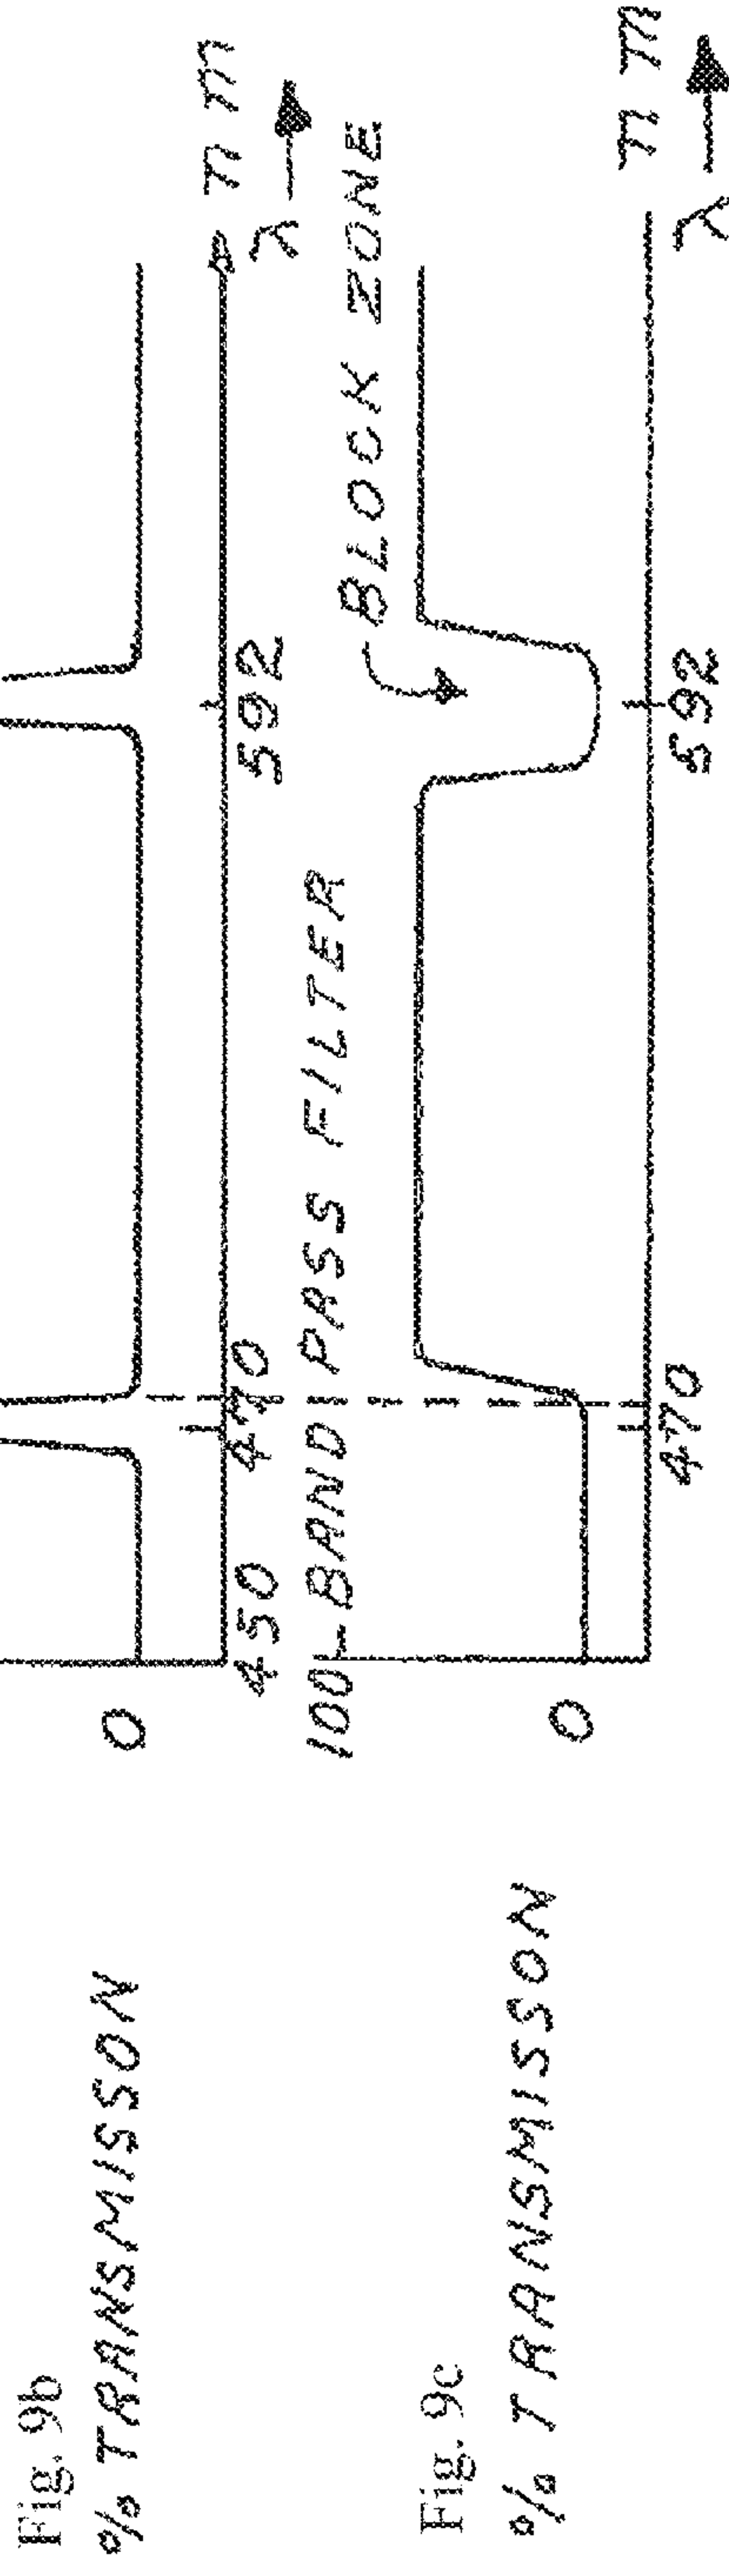 Fig. 9b
% TRANSMISSON
0
450
470
592
nm
λ
Fig. 9c
% TRANSMISSON
100
BAND PASS FILTER
BLOCK ZONE
0
470
592
nm
λ